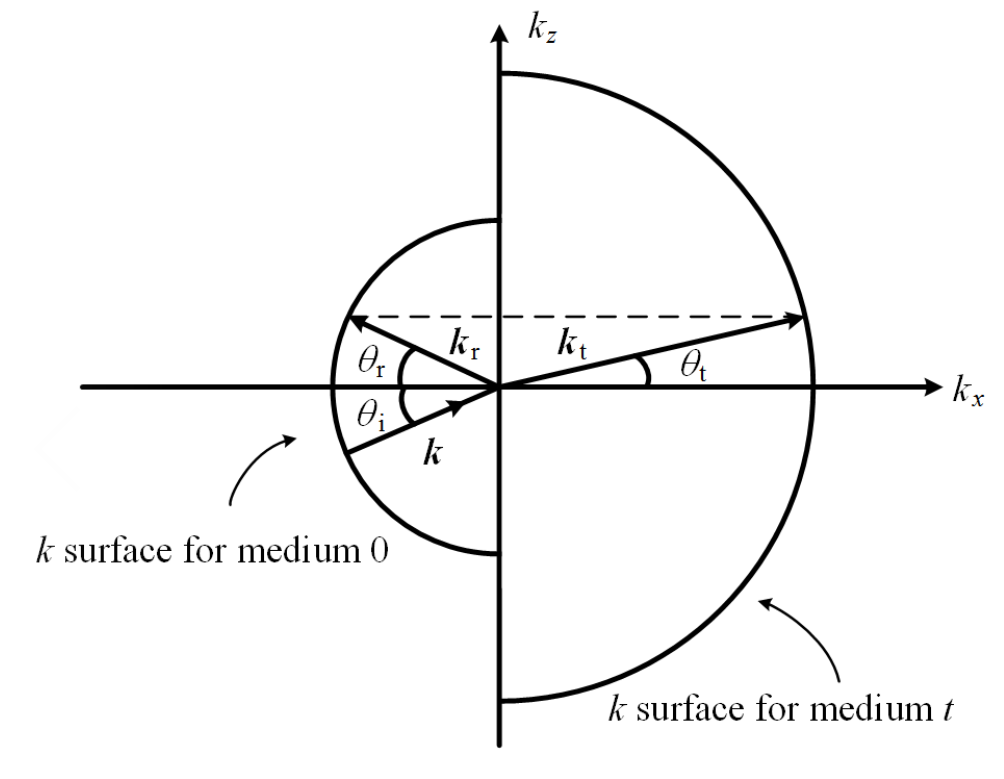 k_z
k_r
k_t
θ_r
θ_t
k_x
θ_i
k
k surface for medium 0
k surface for medium t